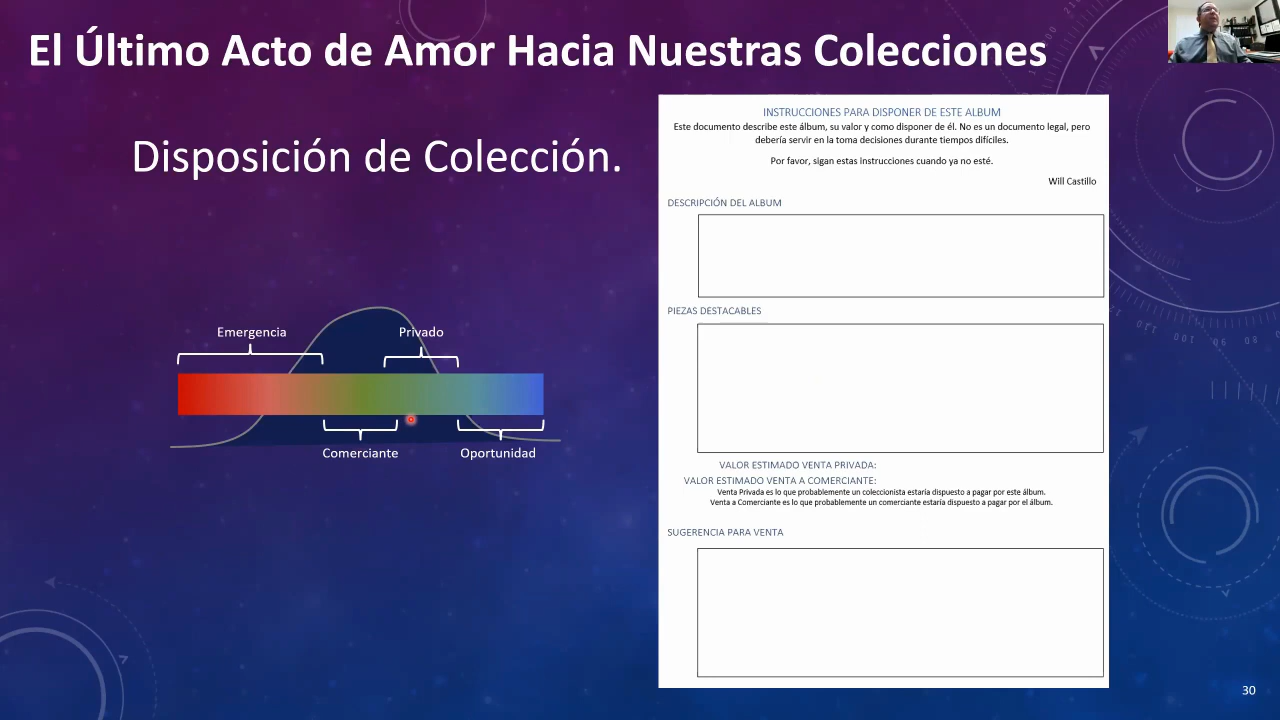 El Último Acto de Amor Hacia Nuestras Colecciones
Disposición de Colección.
Emergencia
Privado
Comerciante
Oportunidad
INSTRUCCIONES PARA DISPONER DE ESTE ALBUM
Este documento describe este álbum, su valor y como disponer de él. No es un documento legal, pero
debería servir en la toma decisiones durante tiempos difíciles.
Por favor, sigan estas instrucciones cuando ya no esté.
Will Castillo
DESCRIPCIÓN DEL ALBUM
PIEZAS DESTACABLES
VALOR ESTIMADO VENTA PRIVADA:
VALOR ESTIMADO VENTA A COMERCIANTE:
Venta Privada es lo que probablemente un coleccionista estaría dispuesto a pagar por este álbum.
Venta a Comerciante es lo que probablemente un comerciante estaría dispuesto a pagar por el álbum.
SUGERENCIA PARA VENTA
30